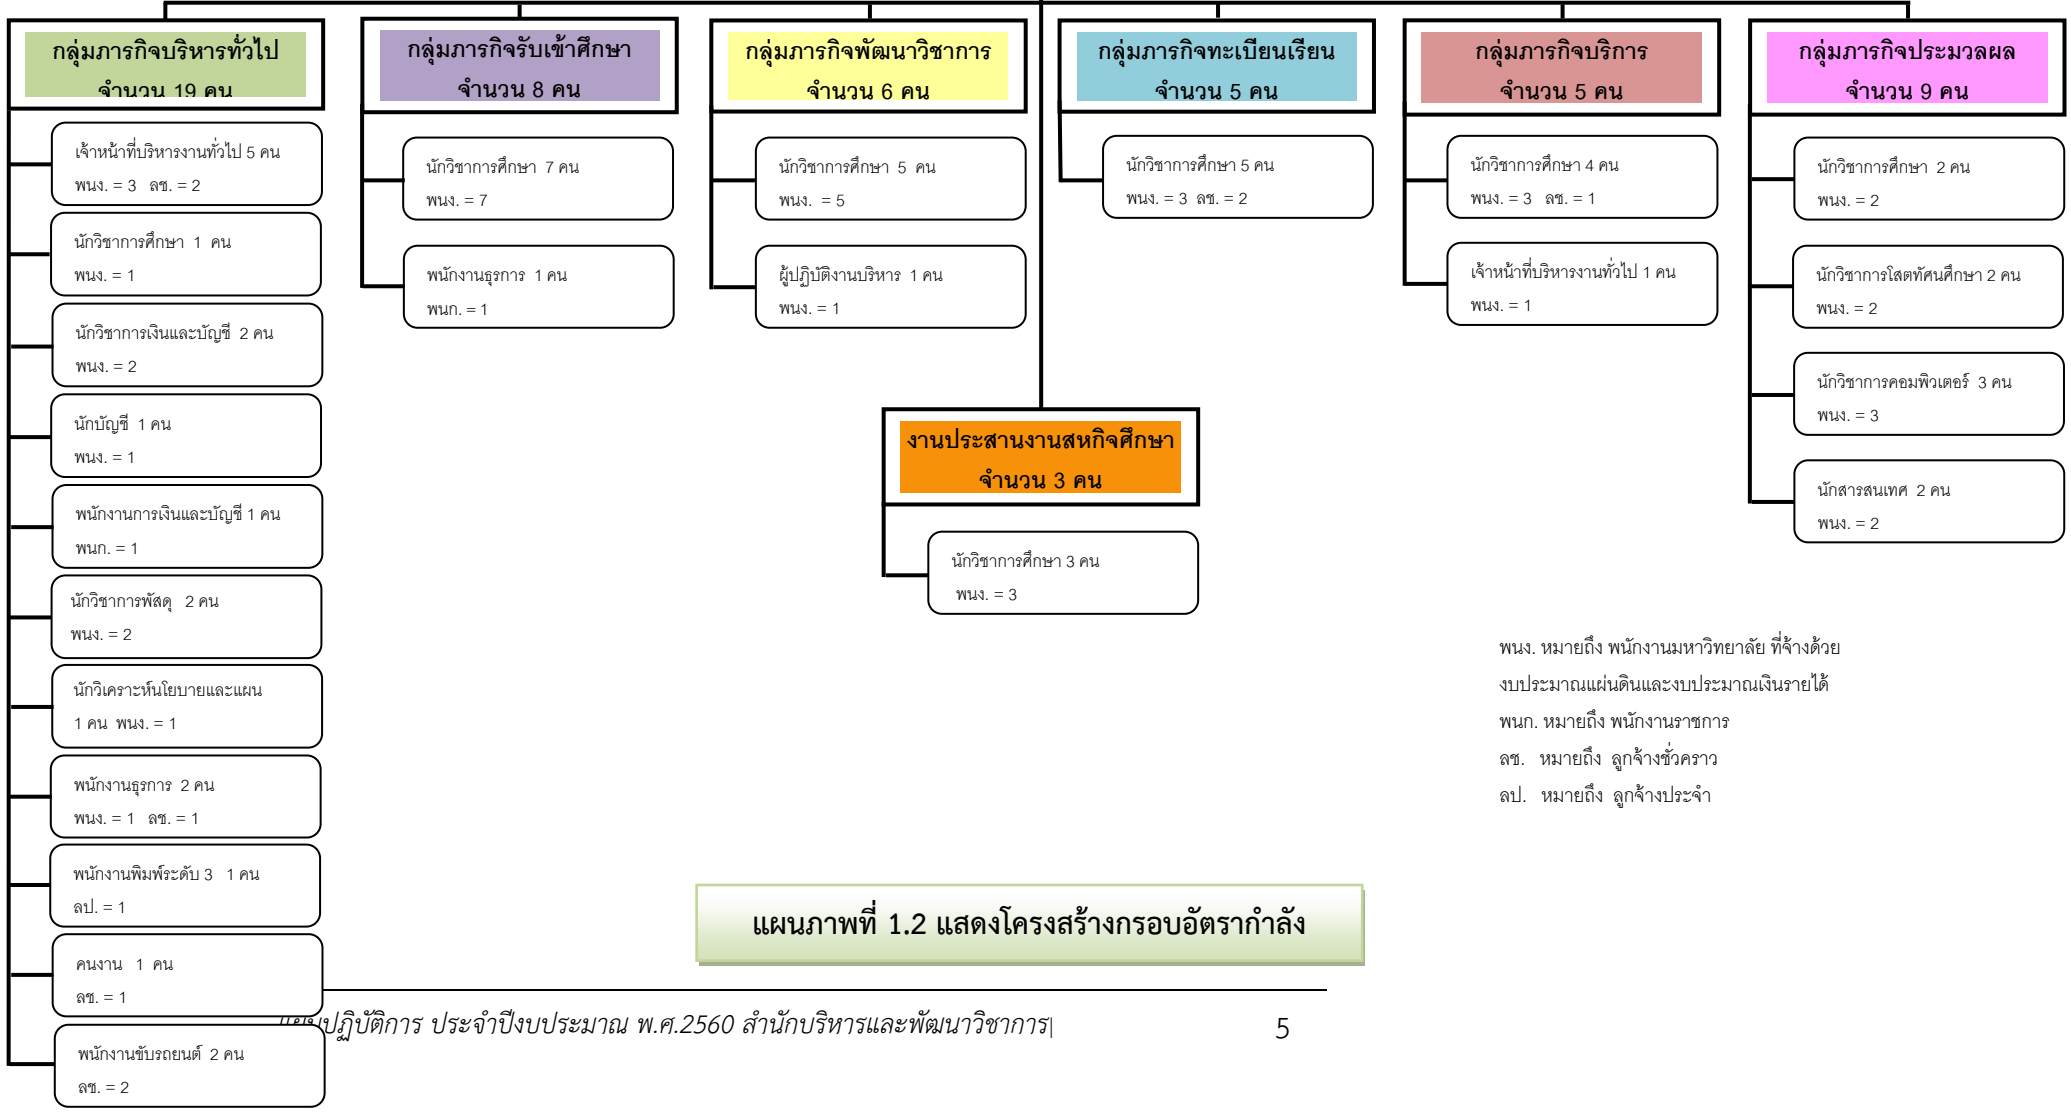 กลุ่มภารกิจบริหารทั่วไป
จำนวน 19 คน
เจ้าหน้าที่บริหารงานทั่วไป 5 คน
พนง. = 3 ลช. = 2
นักวิชาการศึกษา 1 คน
พนง. = 1
นักวิชาการเงินและบัญชี 2 คน
พนง. = 2
นักบัญชี 1 คน
พนง. = 1
พนักงานการเงินและบัญชี 1 คน
พนก. = 1
นักวิชาการพัสดุ 2 คน
พนง. = 2
นักวิเคราะห์นโยบายและแผน
1 คน พนง. = 1
พนักงานธุรการ 2 คน
พนง. = 1 ลช. = 1
พนักงานพิมพ์ระดับ 3 1 คน
ลป. = 1
คนงาน 1 คน
ลช. = 1
พนักงานขับรถยนต์ 2 คน
ลช. = 2
กลุ่มภารกิจรับเข้าศึกษา
จำนวน 8 คน
นักวิชาการศึกษา 7 คน
พนง. = 7
พนักงานธุรการ 1 คน
พนก. = 1
กลุ่มภารกิจพัฒนาวิชาการ
จำนวน 6 คน
นักวิชาการศึกษา 5 คน
พนง. = 5
ผู้ปฏิบัติงานบริหาร 1 คน
พนง. = 1
กลุ่มภารกิจทะเบียนเรียน
จำนวน 5 คน
นักวิชาการศึกษา 5 คน
พนง. = 3 ลช. = 2
กลุ่มภารกิจบริการ
จำนวน 5 คน
นักวิชาการศึกษา 4 คน
พนง. = 3 ลช. = 1
เจ้าหน้าที่บริหารงานทั่วไป 1 คน
พนง. = 1
กลุ่มภารกิจประมวลผล
จำนวน 9 คน
นักวิชาการศึกษา 2 คน
พนง. = 2
นักวิชาการโสตทัศนศึกษา 2 คน
พนง. = 2
นักวิชาการคอมพิวเตอร์ 3 คน
พนง. = 3
นักสารสนเทศ 2 คน
พนง. = 2
งานประสานงานสหกิจศึกษา
จำนวน 3 คน
นักวิชาการศึกษา 3 คน
พนง. = 3
พนง. หมายถึง พนักงานมหาวิทยาลัย ที่จ้างด้วย
งบประมาณแผ่นดินและงบประมาณเงินรายได้
พนก. หมายถึง พนักงานราชการ
ลช. หมายถึง ลูกจ้างชั่วคราว
ลป. หมายถึง ลูกจ้างประจำ
แผนภาพที่ 1.2 แสดงโครงสร้างกรอบอัตรากำลัง
แผนปฏิบัติการ ประจำปีงบประมาณ พ.ศ.2560 สำนักบริหารและพัฒนาวิชาการ| 5